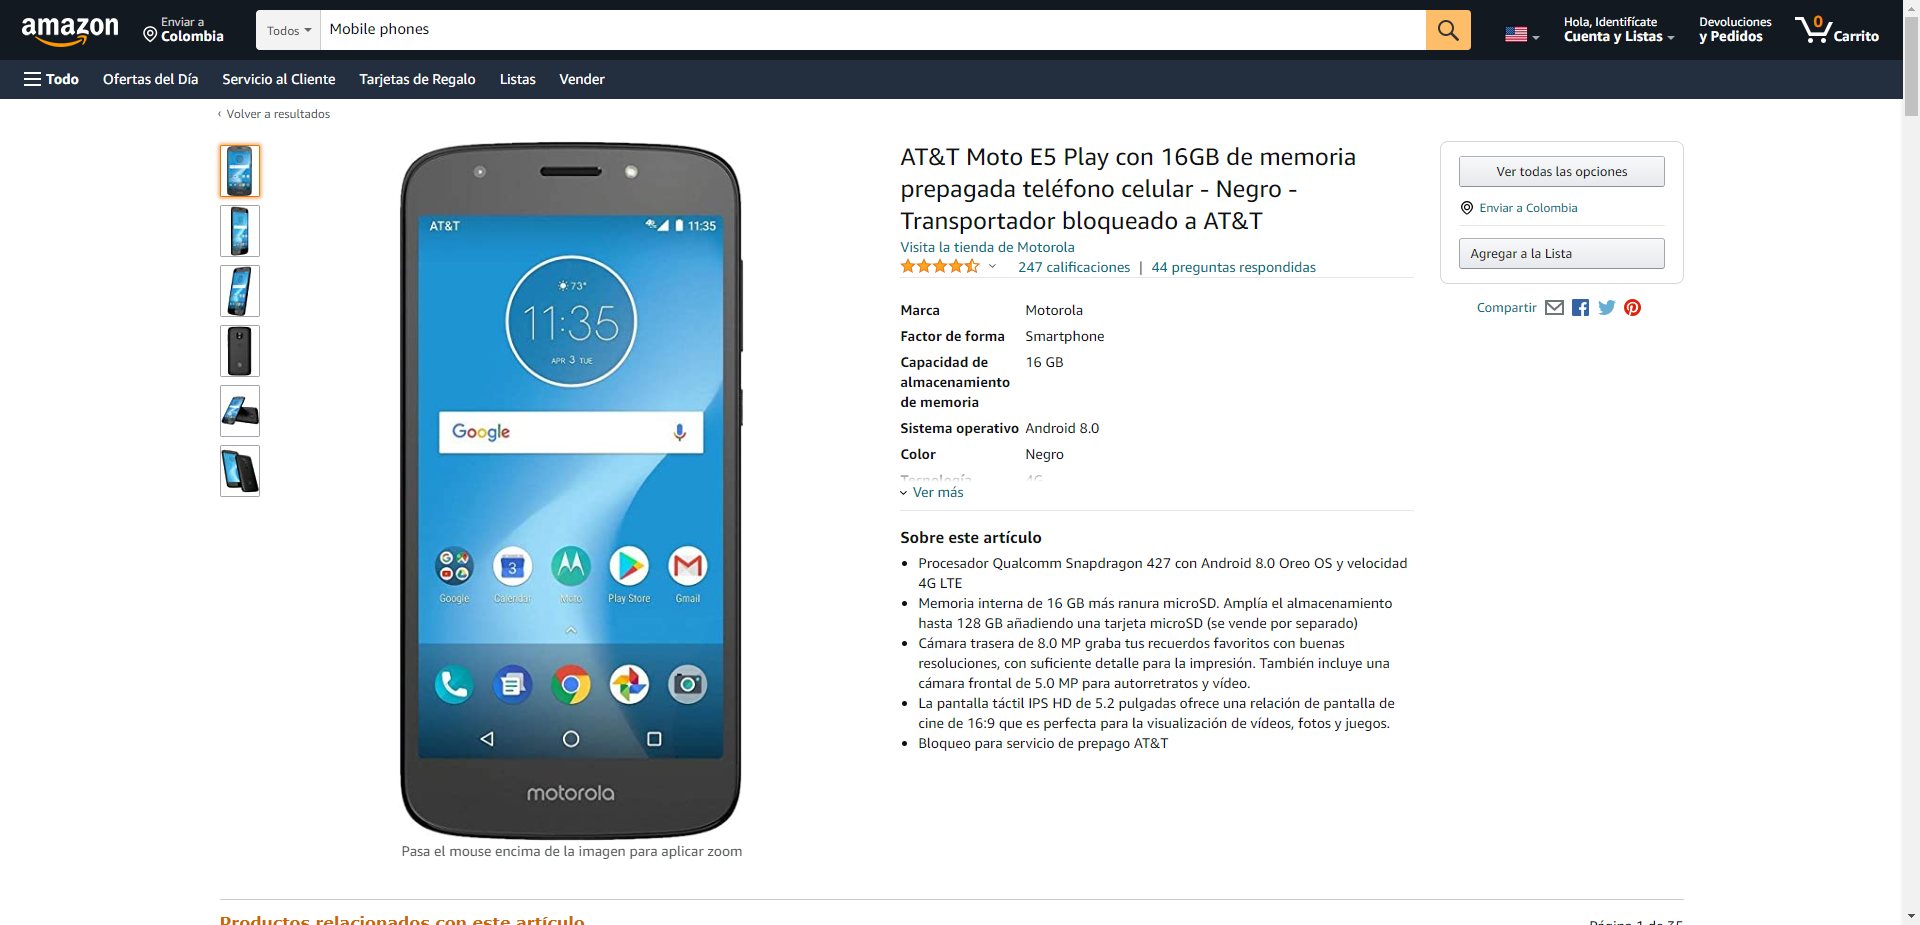 amazon
Enviar a
Colombia
Todos
Mobile phones
Hola, Identifícate
Cuenta y Listas
Devoluciones
y Pedidos
0
Carrito
Todo
Ofertas del Día
Servicio al Cliente
Tarjetas de Regalo
Listas
Vender
‹ Volver a resultados
AT&T
11:35
73°
11:35
APR 3 TUE
Google
3
Google
Calendar
Moto
Play Store
Gmail
motorola
Pasa el mouse encima de la imagen para aplicar zoom
AT&T Moto E5 Play con 16GB de memoria
prepagada teléfono celular - Negro -
Transportador bloqueado a AT&T
Visita la tienda de Motorola
247 calificaciones | 44 preguntas respondidas
Marca Motorola
Factor de forma Smartphone
Capacidad de 16 GB
almacenamiento
de memoria
Sistema operativo Android 8.0
Color Negro
Tecnología 4G
Ver más
Sobre este artículo
Procesador Qualcomm Snapdragon 427 con Android 8.0 Oreo OS y velocidad
4G LTE
Memoria interna de 16 GB más ranura microSD. Amplía el almacenamiento
hasta 128 GB añadiendo una tarjeta microSD (se vende por separado)
Cámara trasera de 8.0 MP graba tus recuerdos favoritos con buenas
resoluciones, con suficiente detalle para la impresión. También incluye una
cámara frontal de 5.0 MP para autorretratos y vídeo.
La pantalla táctil IPS HD de 5.2 pulgadas ofrece una relación de pantalla de
cine de 16:9 que es perfecta para la visualización de vídeos, fotos y juegos.
Bloqueo para servicio de prepago AT&T
Ver todas las opciones
Enviar a Colombia
Agregar a la Lista
Compartir
Productos relacionados con este artículo
Página 1 de 35